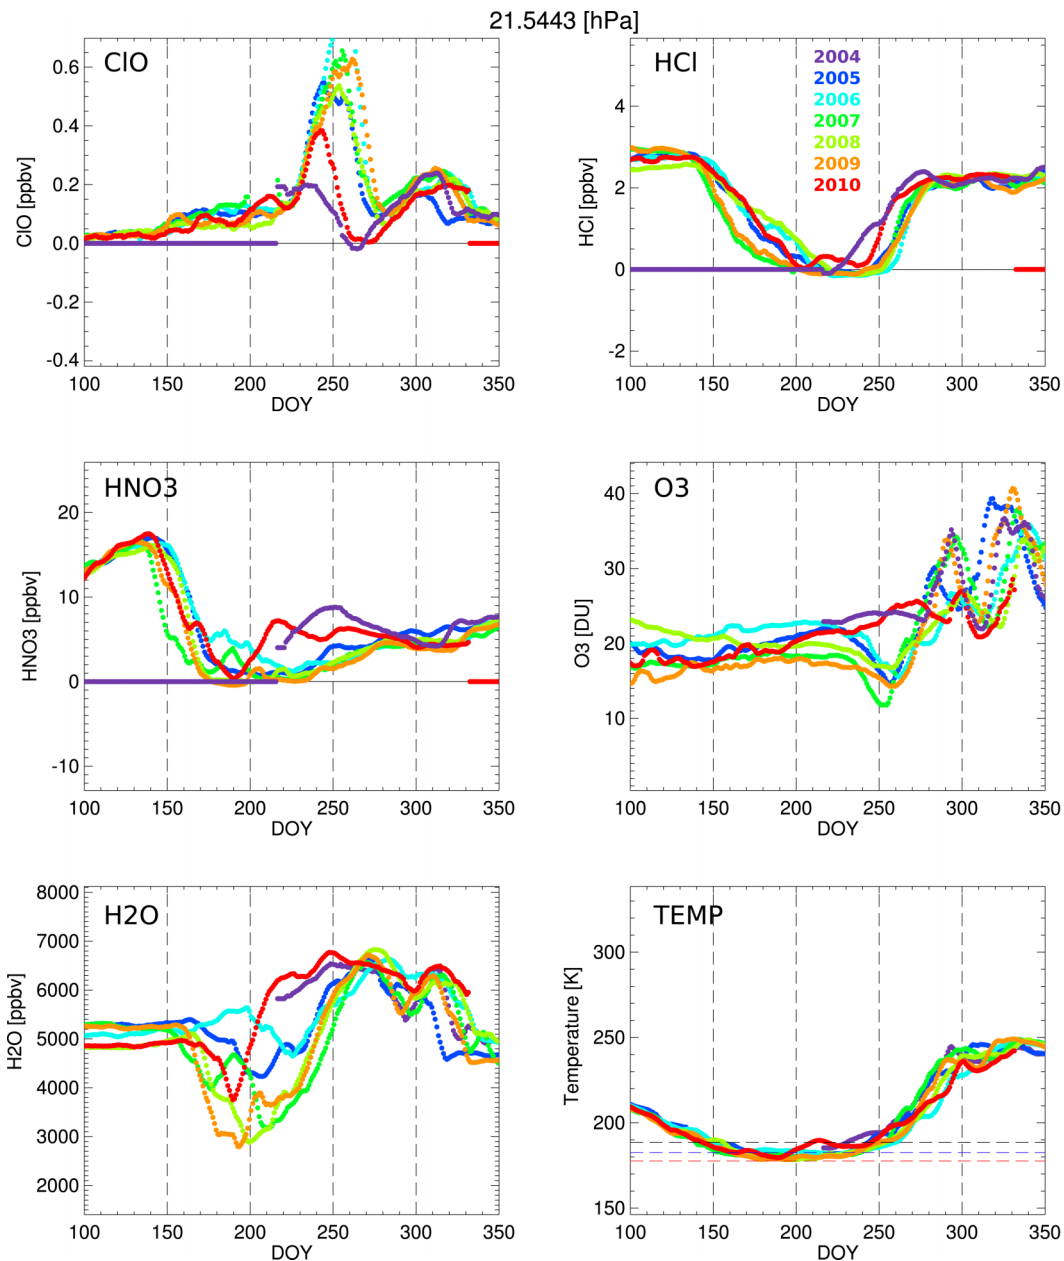 21.5443 [hPa]
ClO
ClO [ppbv]
0.6
0.4
0.2
0.0
-0.2
-0.4
100 150 200 250 300 350
DOY
HCl
HCl [ppbv]
4
2
0
-2
2004
2005
2006
2007
2008
2009
2010
100 150 200 250 300 350
DOY
HNO3
HNO3 [ppbv]
20
10
0
-10
100 150 200 250 300 350
DOY
O3
O3 [DU]
40
30
20
10
100 150 200 250 300 350
DOY
H2O
H2O [ppbv]
8000
7000
6000
5000
4000
3000
2000
100 150 200 250 300 350
DOY
TEMP
Temperature [K]
300
250
200
150
100 150 200 250 300 350
DOY